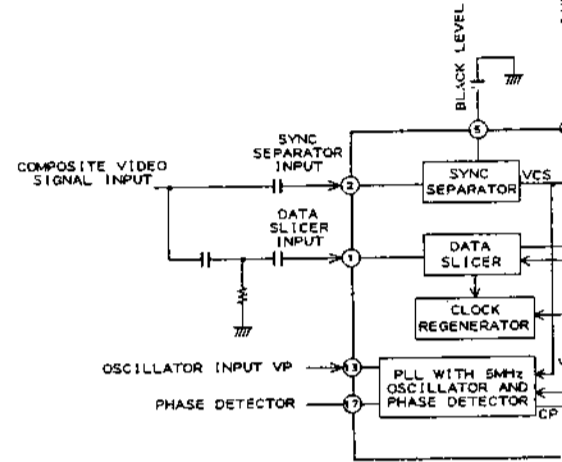 BLACK LEVEL
5
SYNC
SEPARATOR
INPUT
COMPOSITE VIDEO
SIGNAL INPUT
2
SYNC
SEPARATOR
VCS
DATA
SLICER
INPUT
1
DATA
SLICER
CLOCK
REGENERATOR
OSCILLATOR INPUT VP
13
PLL WITH 5MHz
OSCILLATOR AND
PHASE DETECTOR
V
PHASE DETECTOR
17
CP